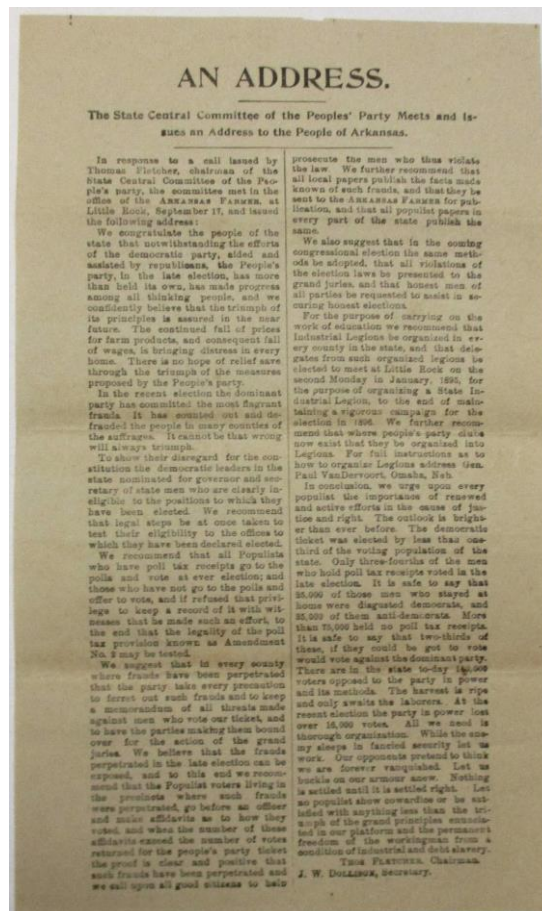 AN ADDRESS.
The State Central Committee of the Peoples' Party Meets and Is-
sues an Address to the People of Arkansas.
In response to a call issued by
Thomas Fletcher, chairman of the
State Central Committee of the Peo-
ple's party, the committee met in the
office of the ARKANSAS FARMER, at
Little Rock, September 17, and issued
the following address:
We congratulate the people of the
state that notwithstanding the efforts
of the democratic party, aided and
assisted by republicans, the People's
party, in the late election, has more
than held its own, has made progress
among all thinking people, and we
confidently believe that the triumph of
its principles is assured in the near
future. The continued fall of prices
for farm products, and consequent fall
of wages, is bringing distress in every
home. There is no hope of relief save
through the triumph of the measures
proposed by the People's party.
In the recent election the dominant
party has committed the most flagrant
frauds. It has counted out and de-
frauded the people in many counties of
the suffrages. It cannot be that wrong
will always triumph.
To show their disregard for the con-
stitution the democratic leaders in the
state nominated for governor and sec-
retary of state men who are clearly in-
eligible to the positions to which they
have been elected. We recommend
that legal steps be at once taken to
test their eligibility to the offices to
which they have been declared elected.
We recommend that all Populists
who have poll tax receipts go to the
polls and vote at ever election; and
those who have not go to the polls and
offer to vote, and if refused that privi-
lege to keep a record of it with wit-
nesses that he made such an effort, to
the end that the legality of the poll
tax provision known as Amendment
No. 2 may be tested.
We suggest that in every county
where frauds have been perpetrated
that the party take every precaution
to ferret out such frauds and to keep
a memorandum of all threats made
against men who vote our ticket, and
to have the parties making them bound
over for the action of the grand
juries. We believe that the frauds
perpetrated in the late election can be
exposed, and to this end we recom-
mend that the Populist voters living in
the precincts where such frauds
were perpetrated, go before an officer
and make affidavits as to how they
voted, and when the number of these
affidavits exceed the number of votes
returned for the people's party ticket
the proof is clear and positive that
such frauds have been perpetrated and
we call upon all good citizens to help
prosecute the men who thus violate
the law. We further recommend that
all local papers publish the facts made
known of such frauds, and that they be
sent to the ARKANSAS FARMER for pub-
lication, and that all populist papers in
every part of the state publish the
same.
We also suggest that in the coming
congressional election the same meth-
ods be adopted, that all violations of
the election laws be presented to the
grand juries, and that honest men of
all parties be requested to assist in se-
curing honest elections.
For the purpose of carrying on the
work of education we recommend that
Industrial Legions be organized in ev-
ery county in the state, and that dele-
gates from such organized legions be
elected to meet at Little Rock on the
second Monday in January, 1895, for
the purpose of organizing a State In-
dustrial Legion, to the end of main-
taining a vigorous campaign for the
election in 1896. We further recom-
mend that where people's party clubs
now exist that they be organized into
Legions. For full instructions as to
how to organize Legions address Gen.
Paul VanDervoort, Omaha, Neb.
In conclusion, we urge upon every
populist the importance of renewed
and active efforts in the cause of jus-
tice and right. The outlook is bright-
er than ever before. The democratic
ticket was elected by less than one-
third of the voting population of the
state. Only three-fourths of the men
who hold poll tax receipts voted in the
late election. It is safe to say that
of those men who stayed at
home were disgusted democrats, and
of them anti-democrats. More
than 75,000 held no poll tax receipts.
It is safe to say that two-thirds of
these, if they could be got to vote
would vote against the dominant party.
There are in the state to-day
voters opposed to the party in power
and its methods. The harvest is ripe
and only awaits the laborers. At the
recent election the party in power lost
over 16,000 votes. All we need is
thorough organization. While the ene-
my sleeps in fancied security let us
work. Our opponents pretend to think
we are forever vanquished. Let us
buckle on our armour anew. Nothing
is settled until it is settled right. Let
no populist show cowardice or be sat-
isfied with anything less than the tri-
umph of the grand principles enuncia-
ted in our platform and the permanent
freedom of the workingman from a
condition of industrial and debt slavery.
THOS FLETCHER, Chairman.
J. W. DOLLISON, Secretary.